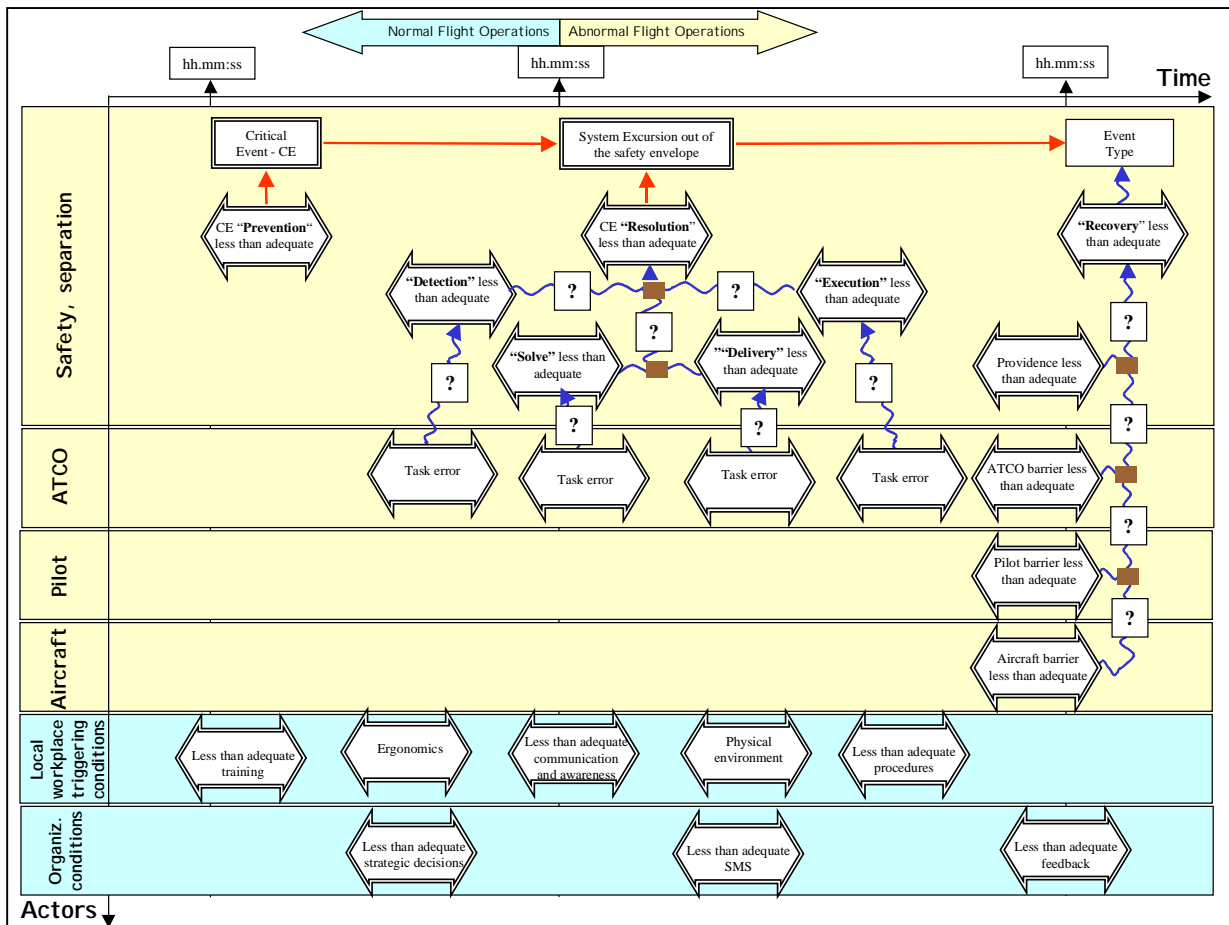 Normal Flight Operations
Abnormal Flight Operations
hh.mm:ss
hh.mm:ss
hh.mm:ss
Time
Safety, separation
Critical
Event - CE
System Excursion out of
the safety envelope
Event
Type
CE “Prevention“
less than adequate
CE “Resolution”
less than adequate
“Recovery” less
than adequate
“Detection” less
than adequate
?
?
“Execution” less
than adequate
?
?
“Solve” less than
adequate
”“Delivery” less
than adequate
Providence less
than adequate
?
?
?
?
?
ATCO
Task error
Task error
Task error
Task error
ATCO barrier less
than adequate
?
Pilot
Pilot barrier less
than adequate
?
Aircraft
Aircraft barrier
less than adequate
Local
workplace
triggering
conditions
Less than adequate
training
Ergonomics
Less than adequate
communication
and awareness
Physical
environment
Less than adequate
procedures
Organiz.
conditions
Less than adequate
strategic decisions
Less than adequate
SMS
Less than adequate
feedback
Actors